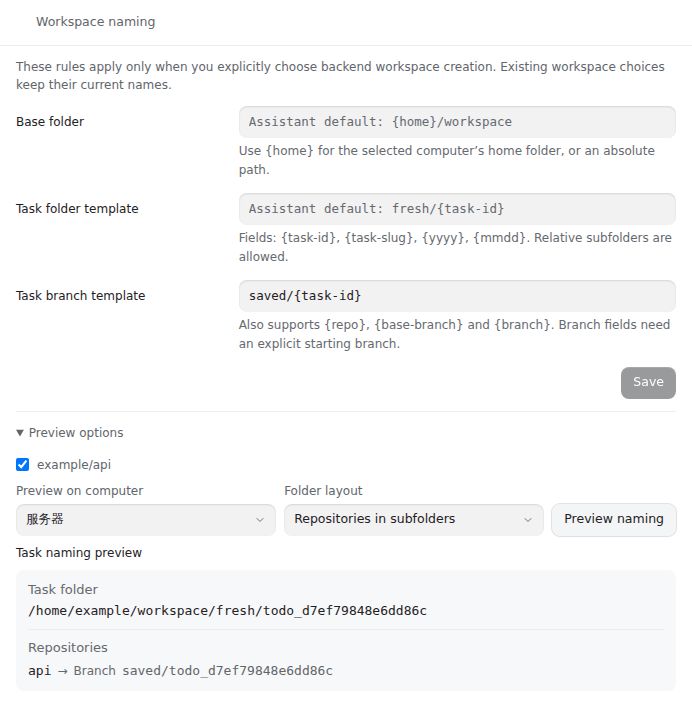 Workspace naming
These rules apply only when you explicitly choose backend workspace creation. Existing workspace choices
keep their current names.
Base folder
Assistant default: {home}/workspace
Use {home} for the selected computer’s home folder, or an absolute
path.
Task folder template
Assistant default: fresh/{task-id}
Fields: {task-id}, {task-slug}, {yyyy}, {mmdd}. Relative subfolders are
allowed.
Task branch template
saved/{task-id}
Also supports {repo}, {base-branch} and {branch}. Branch fields need
an explicit starting branch.
Save
▼ Preview options
example/api
Preview on computer
Folder layout
服务器
Repositories in subfolders
Preview naming
Task naming preview
Task folder
/home/example/workspace/fresh/todo_d7ef79848e6dd86c
Repositories
api → Branch saved/todo_d7ef79848e6dd86c